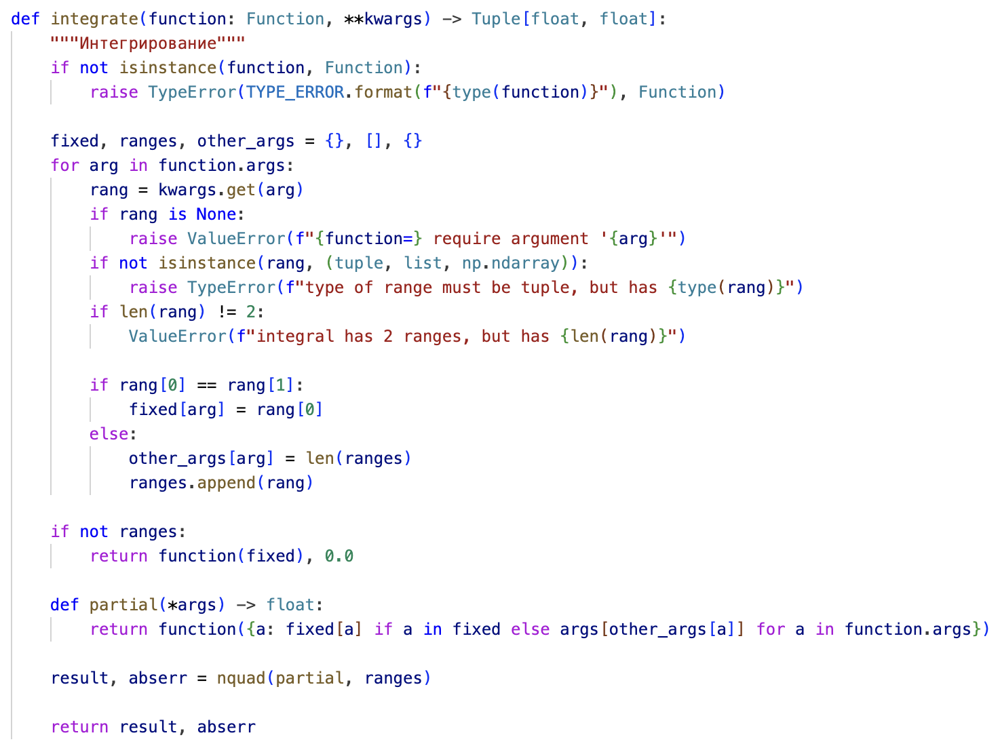 def integrate(function: Function, **kwargs) -> Tuple[float, float]:
    """Интегрирование"""
    if not isinstance(function, Function):
        raise TypeError(TYPE_ERROR.format(f"{type(function)}"), Function)

    fixed, ranges, other_args = {}, [], {}
    for arg in function.args:
        rang = kwargs.get(arg)
        if rang is None:
            raise ValueError(f"{function=} require argument '{arg}'")
        if not isinstance(rang, (tuple, list, np.ndarray)):
            raise TypeError(f"type of range must be tuple, but has {type(rang)}")
        if len(rang) != 2:
            ValueError(f"integral has 2 ranges, but has {len(rang)}")

        if rang[0] == rang[1]:
            fixed[arg] = rang[0]
        else:
            other_args[arg] = len(ranges)
            ranges.append(rang)

    if not ranges:
        return function(fixed), 0.0

    def partial(*args) -> float:
        return function({a: fixed[a] if a in fixed else args[other_args[a]] for a in function.args})

    result, abserr = nquad(partial, ranges)

    return result, abserr